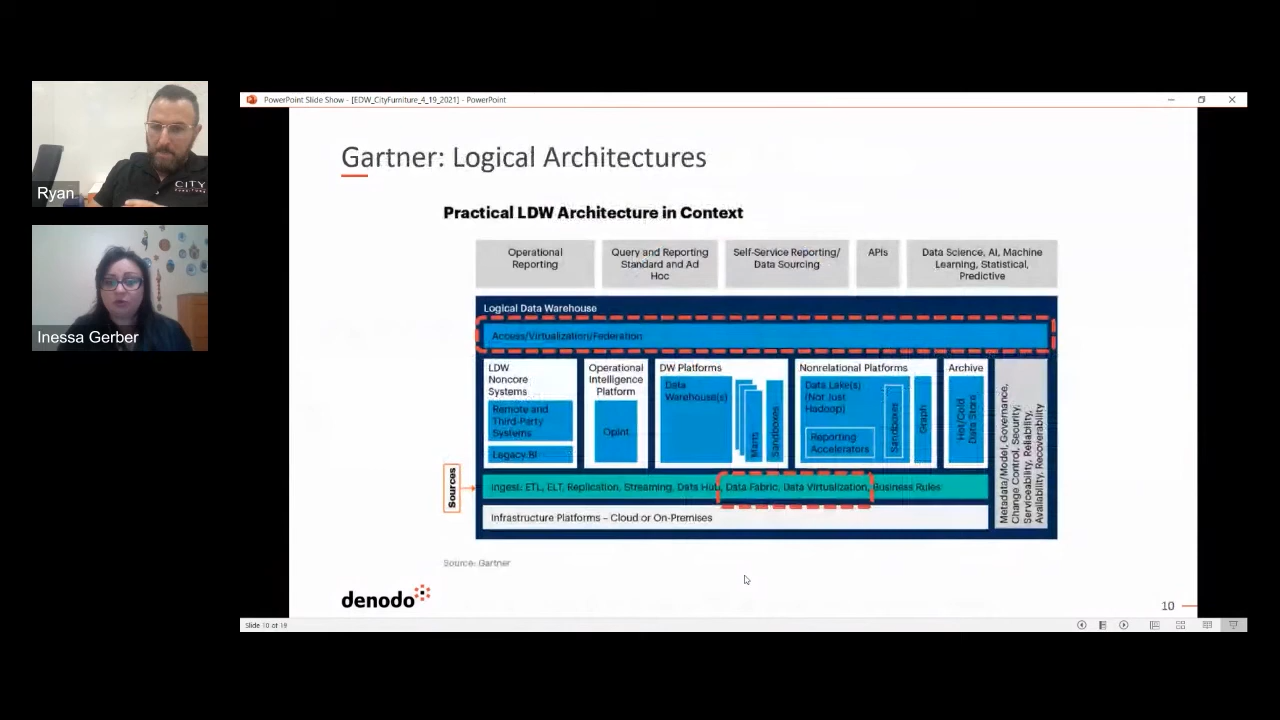 PowerPoint Slide Show - [EDW_CityFurniture_4_19_2021] - PowerPoint
Gartner: Logical Architectures
Practical LDW Architecture in Context
Operational
Reporting
Query and Reporting
Standard and Ad
Hoc
Self-Service Reporting/
Data Sourcing
APIs
Data Science, AI, Machine
Learning, Statistical,
Predictive
Logical Data Warehouse
Access/Virtualization/Federation
LDW
Noncore
Systems
Remote and
Third-Party
Systems
Legacy BI
Operational
Intelligence
Platform
OpInt
DW Platforms
Data
Warehouse(s)
Marts
Sandboxes
Nonrelational Platforms
Data Lake(s)
(Not Just
Hadoop)
Reporting
Accelerators
Sandboxes
Graph
Archive
Hot/Cold
Data Store
Metadata/Model, Governance,
Change Control, Security,
Serviceability, Reliability,
Availability, Recoverability
Sources
Ingest: ETL, ELT, Replication, Streaming, Data Hub, Data Fabric, Data Virtualization, Business Rules
Infrastructure Platforms – Cloud or On-Premises
Source: Gartner
denodo
10
Slide 10 of 19
CITY
FURNITURE
Ryan
Inessa Gerber